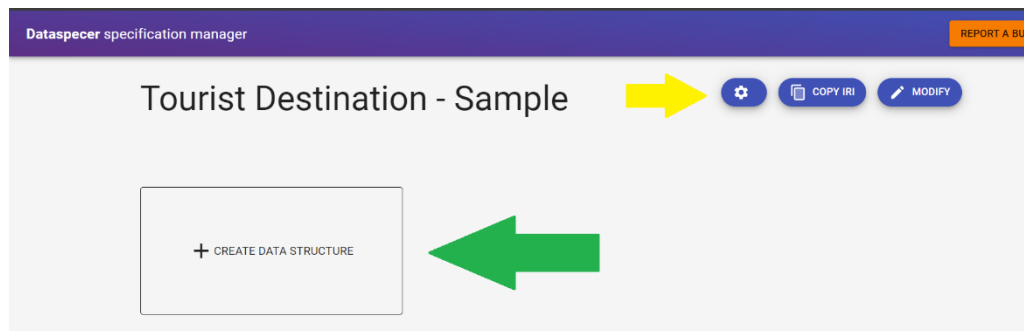 Dataspecer specification manager
REPORT A BU
Tourist Destination - Sample
COPY IRI
MODIFY
CREATE DATA STRUCTURE